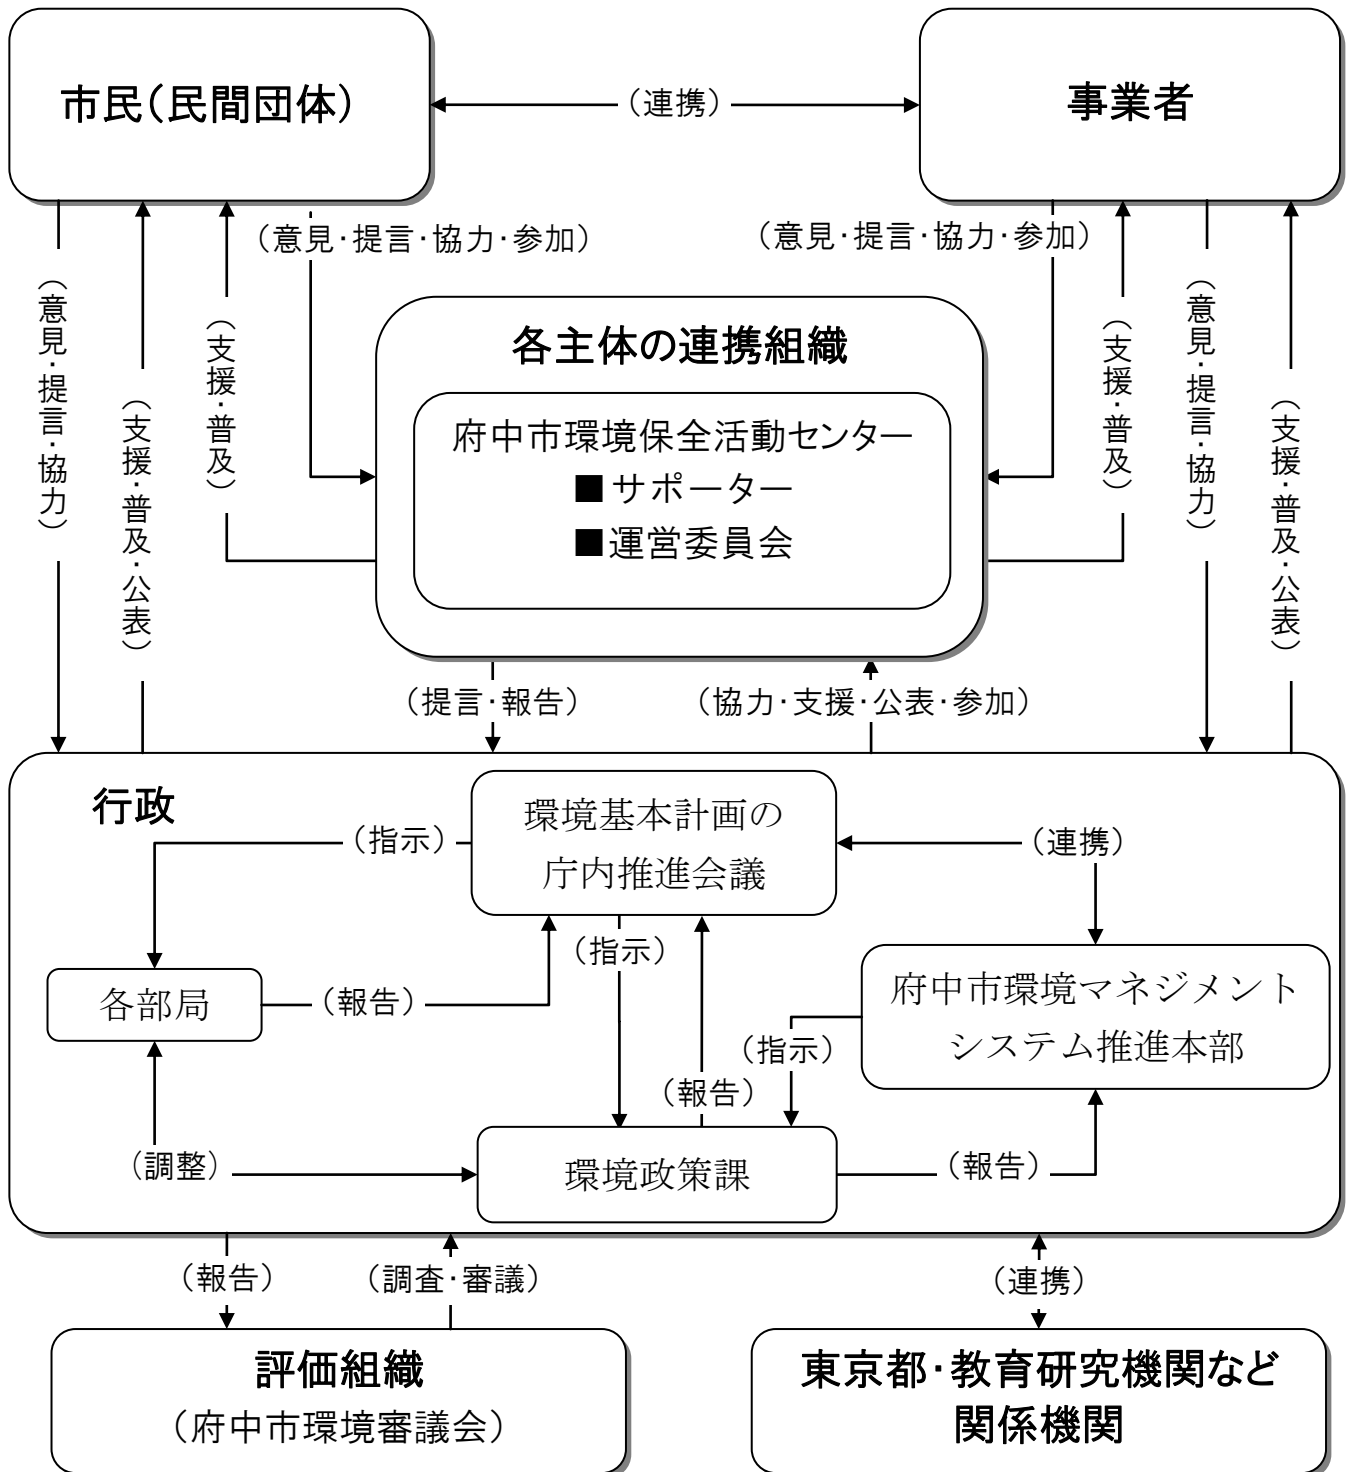 市民（民間団体）
（連携）
事業者
（意見・提言・協力・参加）
（意見・提言・協力・参加）
（意見・提言・協力）
（支援・普及・公表）
（支援・普及）
各主体の連携組織
府中市環境保全活動センター
■サポーター
■運営委員会
（支援・普及）
（意見・提言・協力）
（支援・普及・公表）
（提言・報告）
（協力・支援・公表・参加）
行政
環境基本計画の
庁内推進会議
（指示）
（連携）
（指示）
各部局
（報告）
府中市環境マネジメント
システム推進本部
（指示）
（報告）
（調整）
環境政策課
（報告）
（報告）
（調査・審議）
（連携）
評価組織
（府中市環境審議会）
東京都・教育研究機関など
関係機関